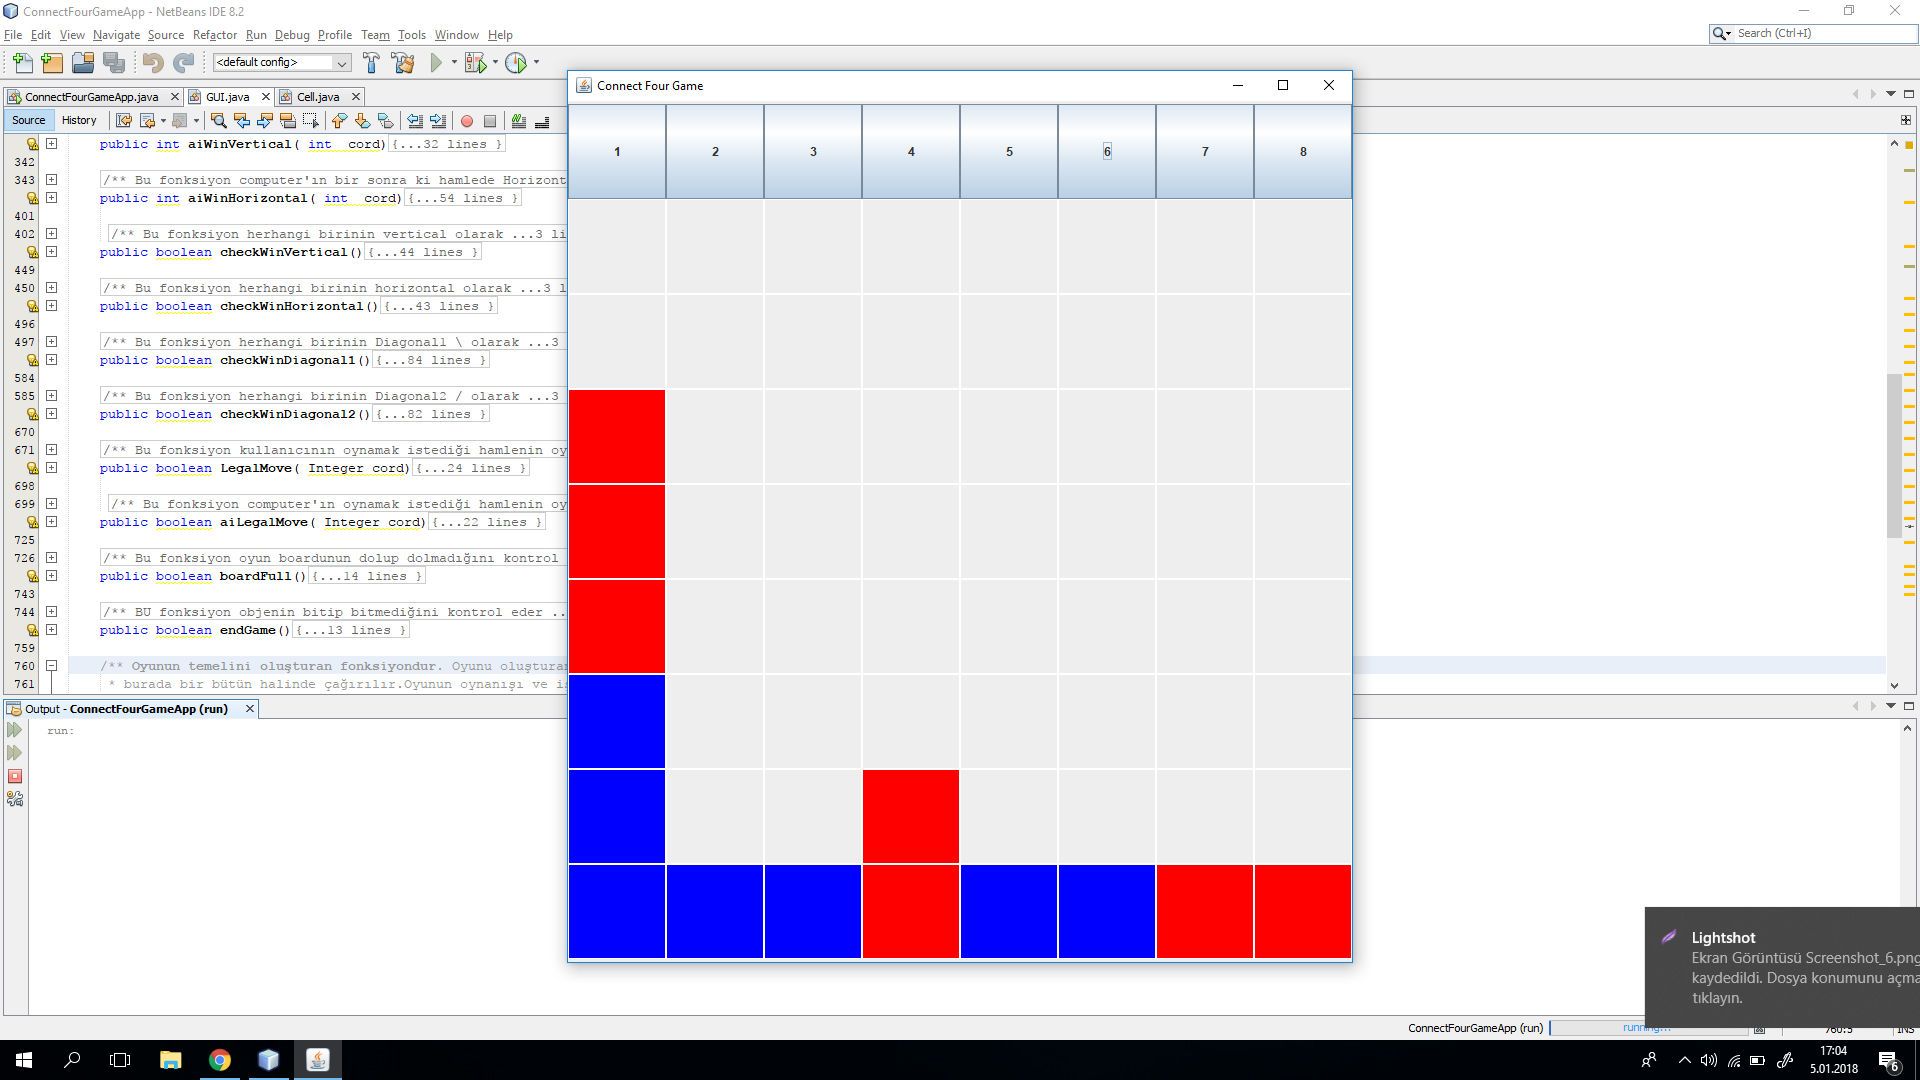 ConnectFourGameApp - NetBeans IDE 8.2
File Edit View Navigate Source Refactor Run Debug Profile Team Tools Window Help
Search (Ctrl+I)
<default config>
ConnectFourGameApp.java GUI.java Cell.java
Source History
public int aiWinVertical( int cord) {...32 lines }
342
343 /** Bu fonksiyon computer'ın bir sonra ki hamlede Horizont
public int aiWinHorizontal( int cord) {...54 lines }
401
402 /** Bu fonksiyon herhangi birinin vertical olarak ...3 li
public boolean checkWinVertical() {...44 lines }
449
450 /** Bu fonksiyon herhangi birinin horizontal olarak ...3 l
public boolean checkWinHorizontal() {...43 lines }
496
497 /** Bu fonksiyon herhangi birinin Diagonal1 \ olarak ...3
public boolean checkWinDiagonal1() {...84 lines }
584
585 /** Bu fonksiyon herhangi birinin Diagonal2 / olarak ...3
public boolean checkWinDiagonal2() {...82 lines }
670
671 /** Bu fonksiyon kullanıcının oynamak istediği hamlenin oy
public boolean LegalMove( Integer cord) {...24 lines }
698
699 /** Bu fonksiyon computer'ın oynamak istediği hamlenin oy
public boolean aiLegalMove( Integer cord) {...22 lines }
725
726 /** Bu fonksiyon oyun boardunun dolup dolmadığını kontrol
public boolean boardFull() {...14 lines }
743
744 /** BU fonksiyon objenin bitip bitmediğini kontrol eder ..
public boolean endGame() {...13 lines }
759
760 /** Oyunun temelini oluşturan fonksiyondur. Oyunu oluşturan
761 * burada bir bütün halinde çağırılır.Oyunun oynanışı ve iş
Connect Four Game
1 2 3 4 5 6 7 8
Output - ConnectFourGameApp (run)
run:
Lightshot
Ekran Görüntüsü Screenshot_6.png
kaydedildi. Dosya konumunu açma
tıklayın.
ConnectFourGameApp (run) running... 760:5 INS
17:04
5.01.2018
6